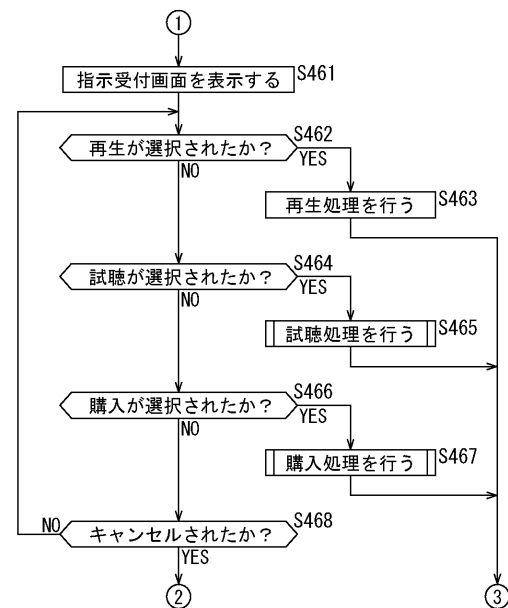 1
指示受付画面を表示する
S461
再生が選択されたか?
S462
YES
NO
再生処理を行う
S463
試聴が選択されたか?
S464
YES
NO
試聴処理を行う
S465
購入が選択されたか?
S466
YES
NO
購入処理を行う
S467
NO
キャンセルされたか?
S468
YES
2
3